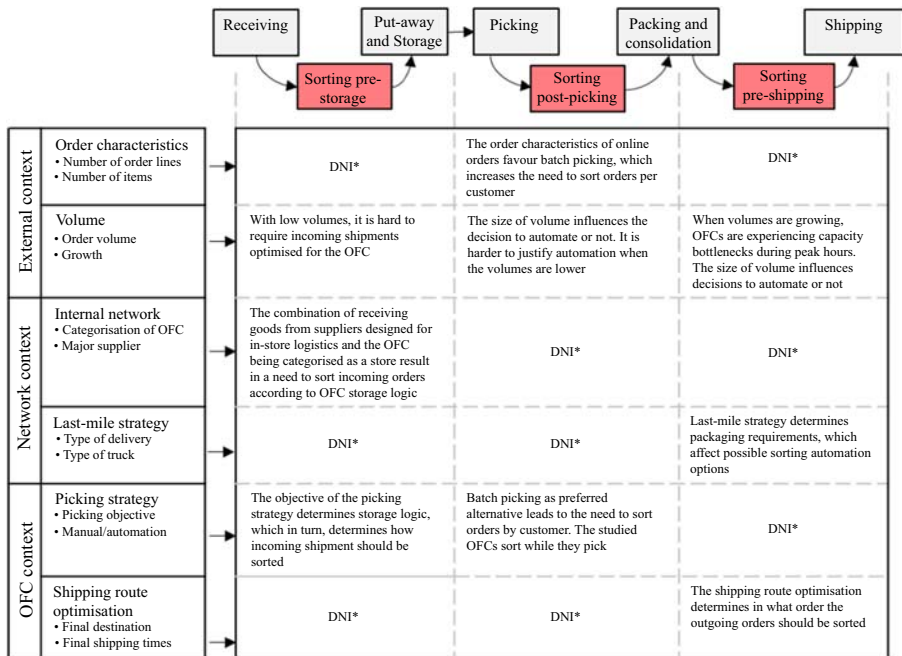 Receiving
Put-away
and Storage
Picking
Packing and
consolidation
Shipping
Sorting pre-
storage
Sorting
post-picking
Sorting
pre-shipping
External context
Order characteristics
• Number of order lines
• Number of items
DNI*
The order characteristics of online
orders favour batch picking, which
increases the need to sort orders per
customer
DNI*
Volume
• Order volume
• Growth
With low volumes, it is hard to
require incoming shipments
optimised for the OFC
The size of volume influences the
decision to automate or not. It is
harder to justify automation when
the volumes are lower
When volumes are growing,
OFCs are experiencing capacity
bottlenecks during peak hours.
The size of volume influences
decisions to automate or not
Network context
Internal network
• Categorisation of OFC
• Major supplier
The combination of receiving
goods from suppliers designed for
in-store logistics and the OFC
being categorised as a store result
in a need to sort incoming orders
according to OFC storage logic
DNI*
DNI*
Last-mile strategy
• Type of delivery
• Type of truck
DNI*
DNI*
Last-mile strategy determines
packaging requirements, which
affect possible sorting automation
options
OFC context
Picking strategy
• Picking objective
• Manual/automation
The objective of the picking
strategy determines storage logic,
which in turn, determines how
incoming shipment should be
sorted
Batch picking as preferred
alternative leads to the need to sort
orders by customer. The studied
OFCs sort while they pick
DNI*
Shipping route
optimisation
• Final destination
• Final shipping times
DNI*
DNI*
The shipping route optimisation
determines in what order the
outgoing orders should be sorted